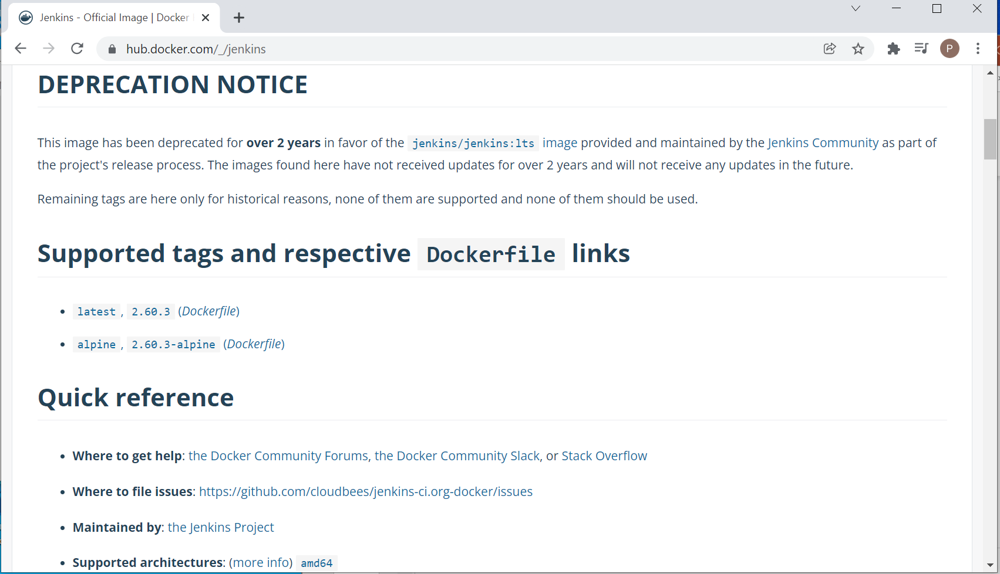 Jenkins - Official Image | Docker
hub.docker.com/_/jenkins
P
DEPRECATION NOTICE
This image has been deprecated for over 2 years in favor of the jenkins/jenkins:lts image provided and maintained by the Jenkins Community as part of
the project's release process. The images found here have not received updates for over 2 years and will not receive any updates in the future.
Remaining tags are here only for historical reasons, none of them are supported and none of them should be used.
Supported tags and respective Dockerfile links
• latest , 2.60.3 (Dockerfile)
• alpine , 2.60.3-alpine (Dockerfile)
Quick reference
• Where to get help: the Docker Community Forums, the Docker Community Slack, or Stack Overflow
• Where to file issues: https://github.com/cloudbees/jenkins-ci.org-docker/issues
• Maintained by: the Jenkins Project
• Supported architectures: (more info) amd64